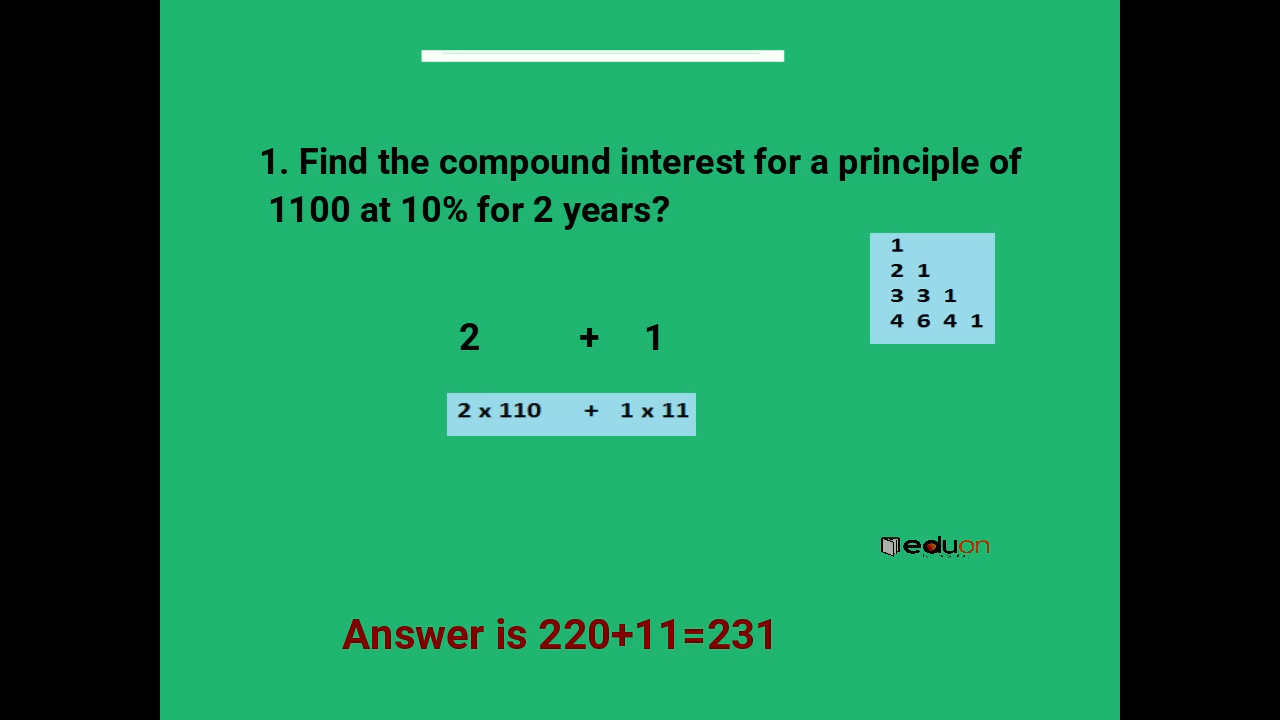 1. Find the compound interest for a principle of
1100 at 10% for 2 years?
1
2 1
3 3 1
4 6 4 1
2 + 1
2 x 110 + 1 x 11
eduon
Answer is 220+11=231